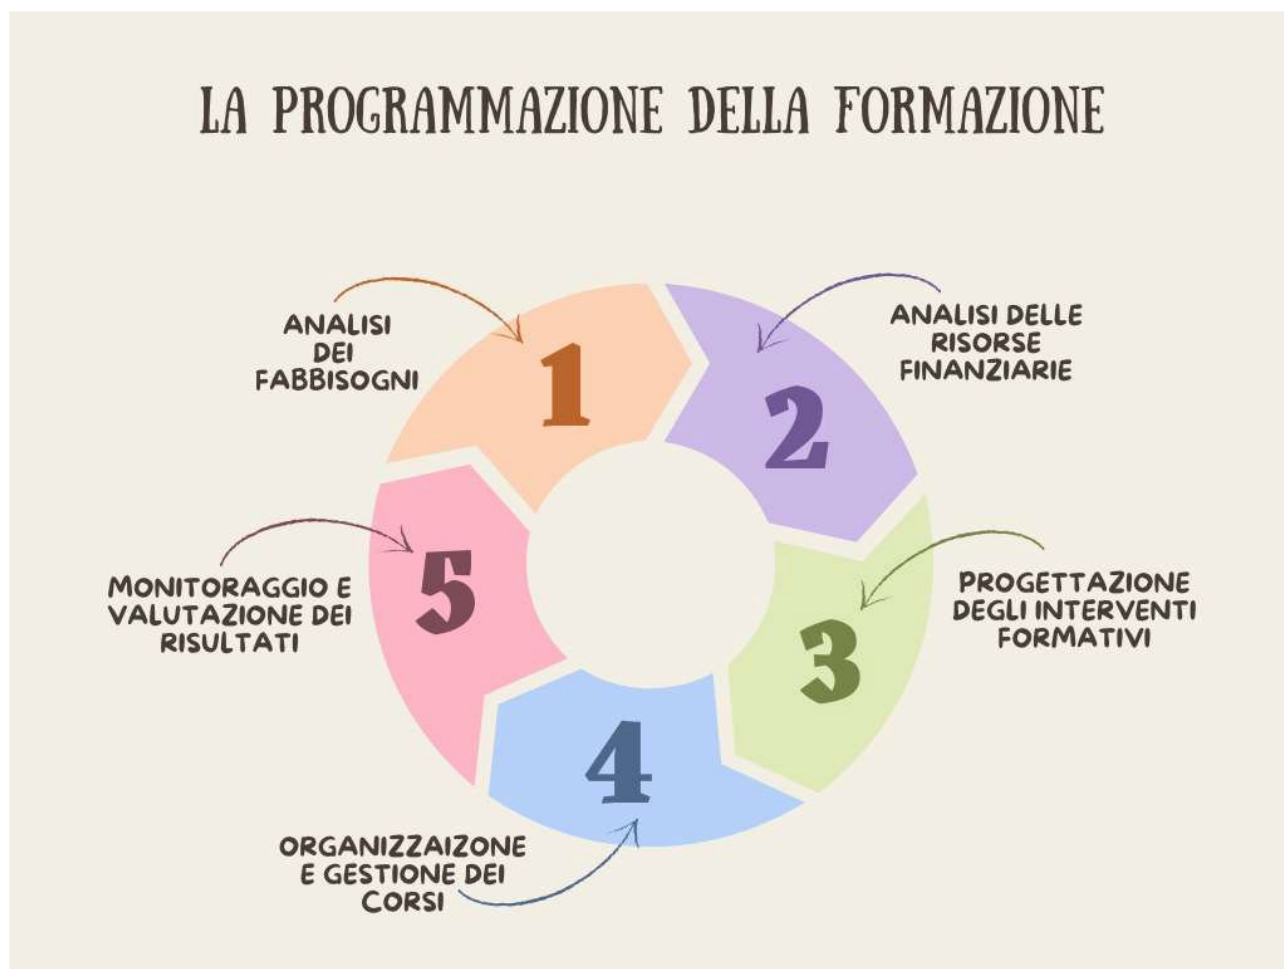 LA PROGRAMMAZIONE DELLA FORMAZIONE
ANALISI
DEI
FABBISOGNI
1
ANALISI DELLE
RISORSE
FINANZIARIE
2
PROGETTAZIONE
DEGLI INTERVENTI
FORMATIVI
3
ORGANIZZAIZONE
E GESTIONE DEI
CORSI
4
MONITORAGGIO E
VALUTAZIONE DEI
RISULTATI
5